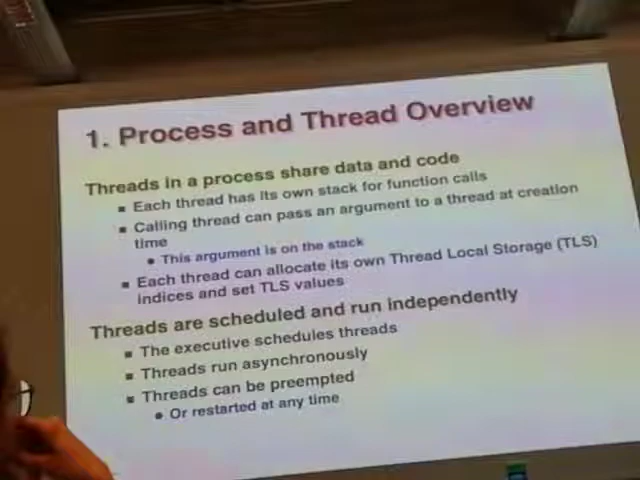 1. Process and Thread Overview
Threads in a process share data and code
Each thread has its own stack for function calls
Calling thread can pass an argument to a thread at creation
time
This argument is on the stack
Each thread can allocate its own Thread Local Storage (TLS)
indices and set TLS values
Threads are scheduled and run independently
The executive schedules threads
Threads run asynchronously
Threads can be preempted
Or restarted at any time